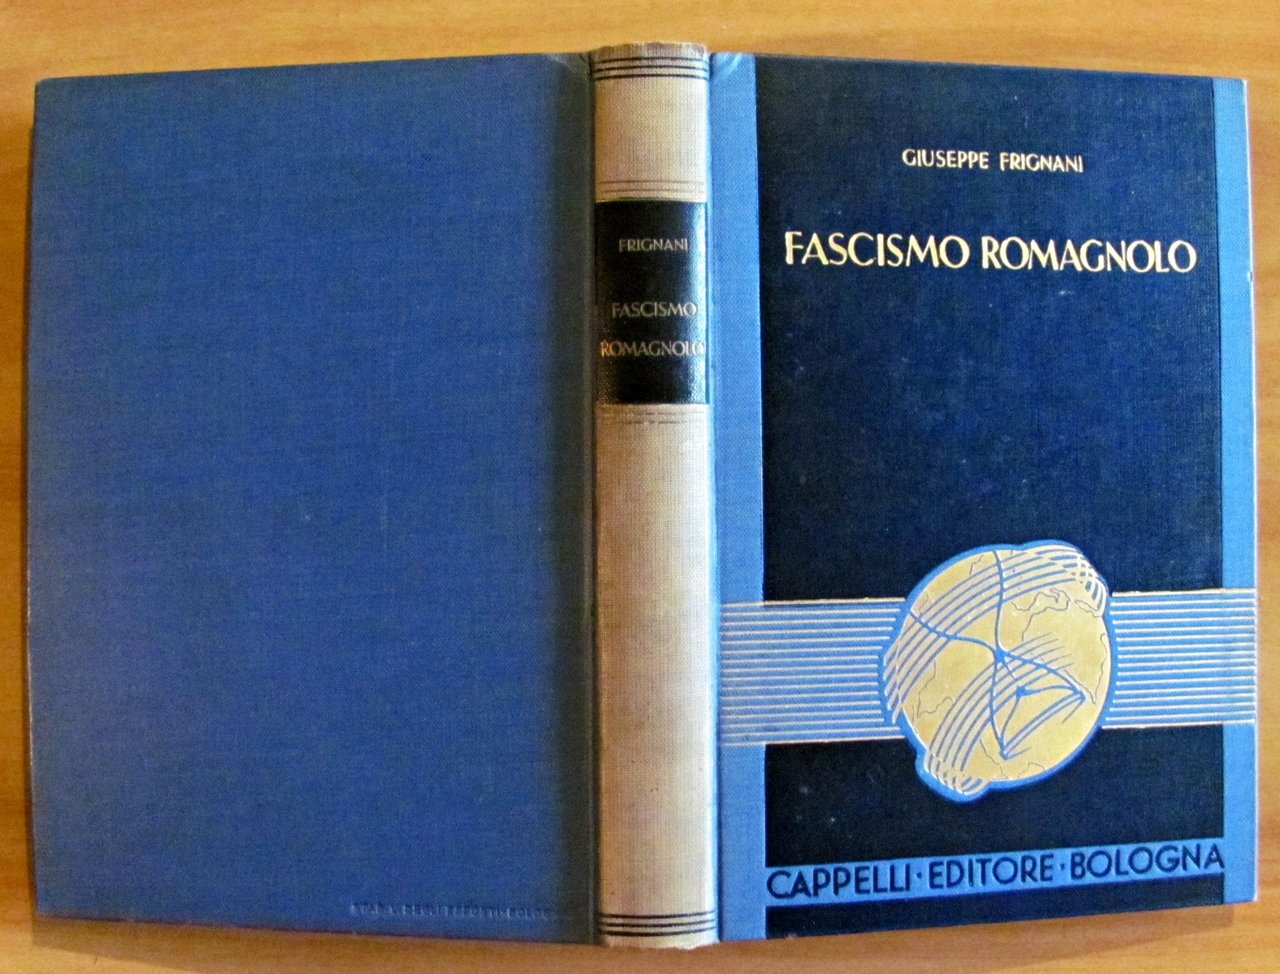 GIUSEPPE FRIGNANI
FASCISMO ROMAGNOLO
CAPPELLI·EDITORE·BOLOGNA
FRIGNANI
FASCISMO
ROMAGNOLO